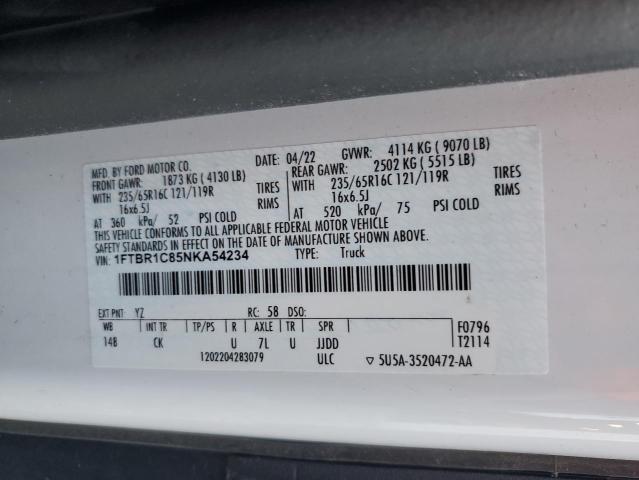 MFD. BY FORD MOTOR CO. DATE: 04/22 GVWR: 4114 KG ( 9070 LB)
FRONT GAWR: 1873 KG ( 4130 LB) REAR GAWR: 2502 KG ( 5515 LB)
WITH 235/65R16C 121/119R TIRES WITH 235/65R16C 121/119R TIRES
16x6.5J RIMS 16x6.5J RIMS
AT 360 kPa/ 52 PSI COLD AT 520 kPa/ 75 PSI COLD
THIS VEHICLE CONFORMS TO ALL APPLICABLE FEDERAL MOTOR VEHICLE
SAFETY STANDARDS IN EFFECT ON THE DATE OF MANUFACTURE SHOWN ABOVE.
VIN: 1FTBR1C85NKA54234 TYPE: Truck
EXT PNT: YZ RC: 58 DSO:
WB INT TR TP/PS R AXLE TR SPR F0796
148 CK U 7L U JJDD T2114
1202204283079 ULC ▽ 5U5A-3520472-AA